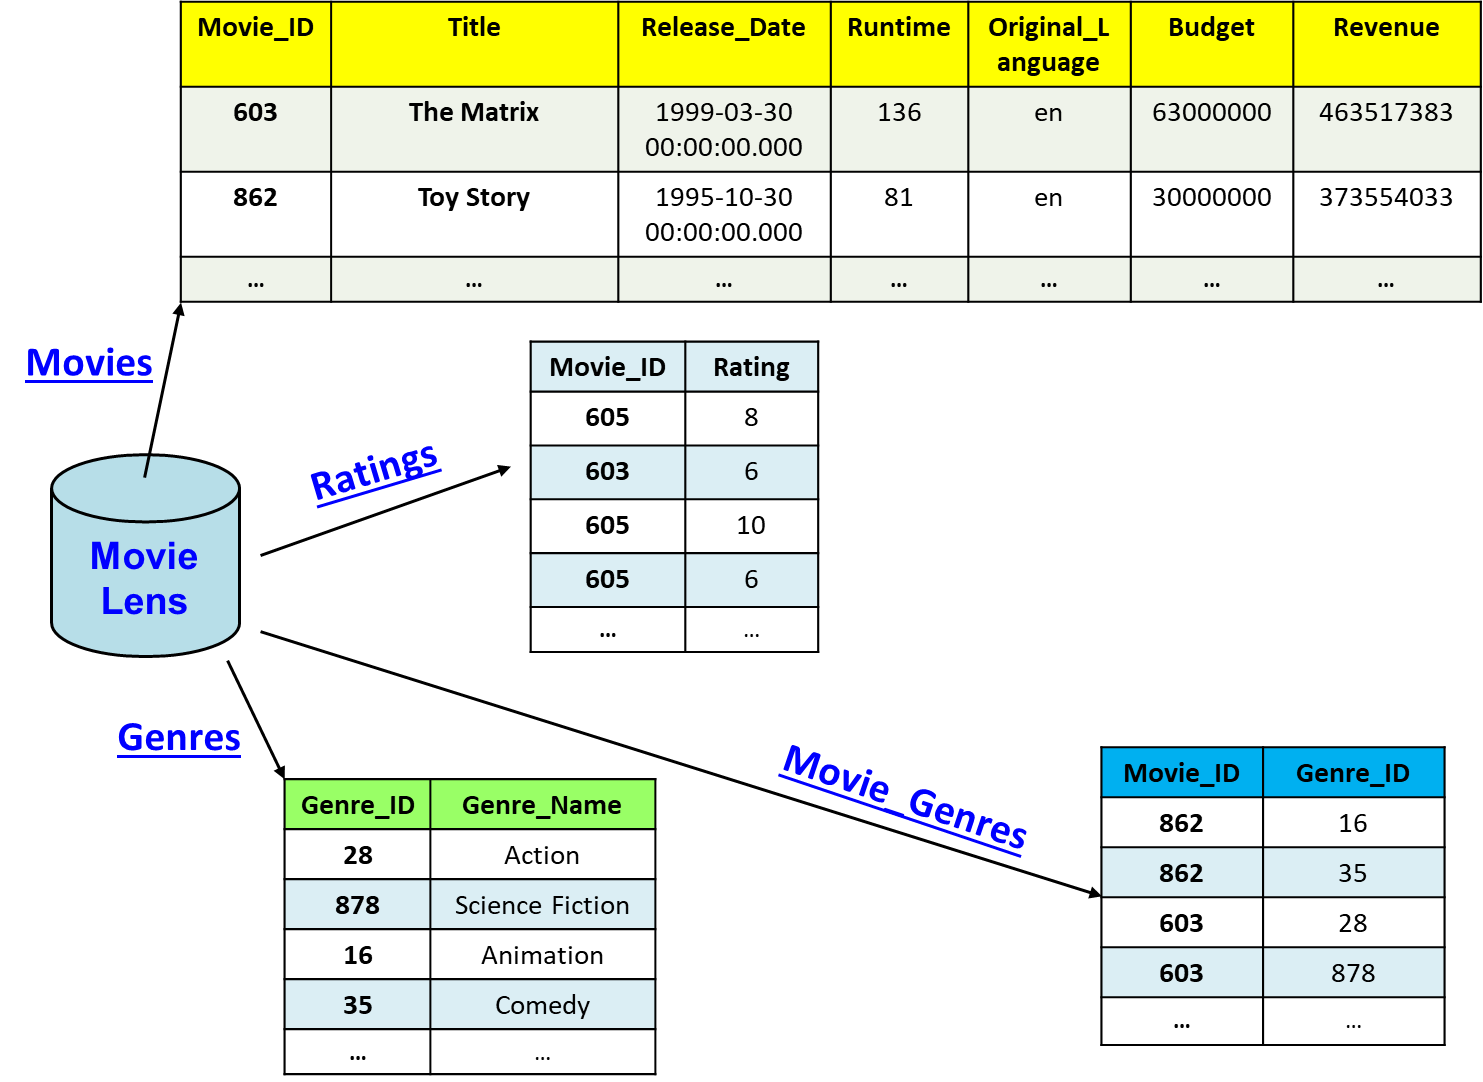 Movie_ID Title Release_Date Runtime Original_L Budget Revenue
anguage
603 The Matrix 1999-03-30 136 en 63000000 463517383
00:00:00.000
862 Toy Story 1995-10-30 81 en 30000000 373554033
00:00:00.000
... ... ... ... ... ... ...
Movies
Movie_ID Rating
605 8
603 6
605 10
605 6
... ...
Ratings
Movie
Lens
Genres
Genre_ID Genre_Name
28 Action
878 Science Fiction
16 Animation
35 Comedy
... ...
Movie_Genres
Movie_ID Genre_ID
862 16
862 35
603 28
603 878
... ...